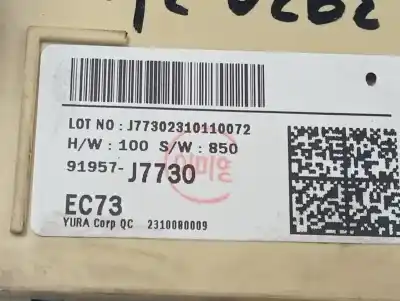 LOT NO : J77302310110072
H/W : 100 S/W : 850
91957- J7730
EC73
YURA Corp QC 2310080009